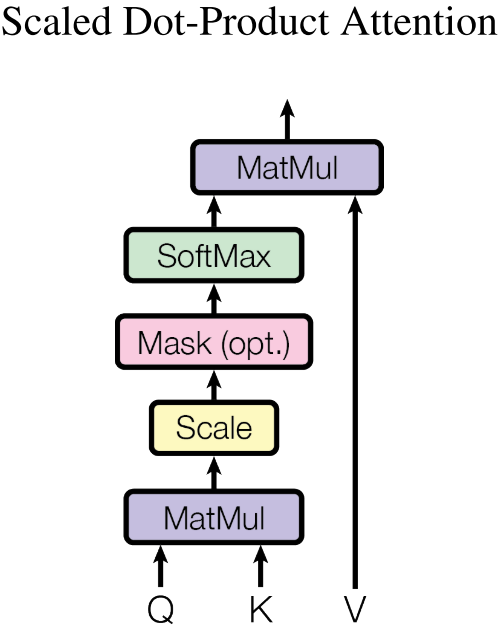 Scaled Dot-Product Attention
MatMul
SoftMax
Mask (opt.)
Scale
MatMul
Q K V